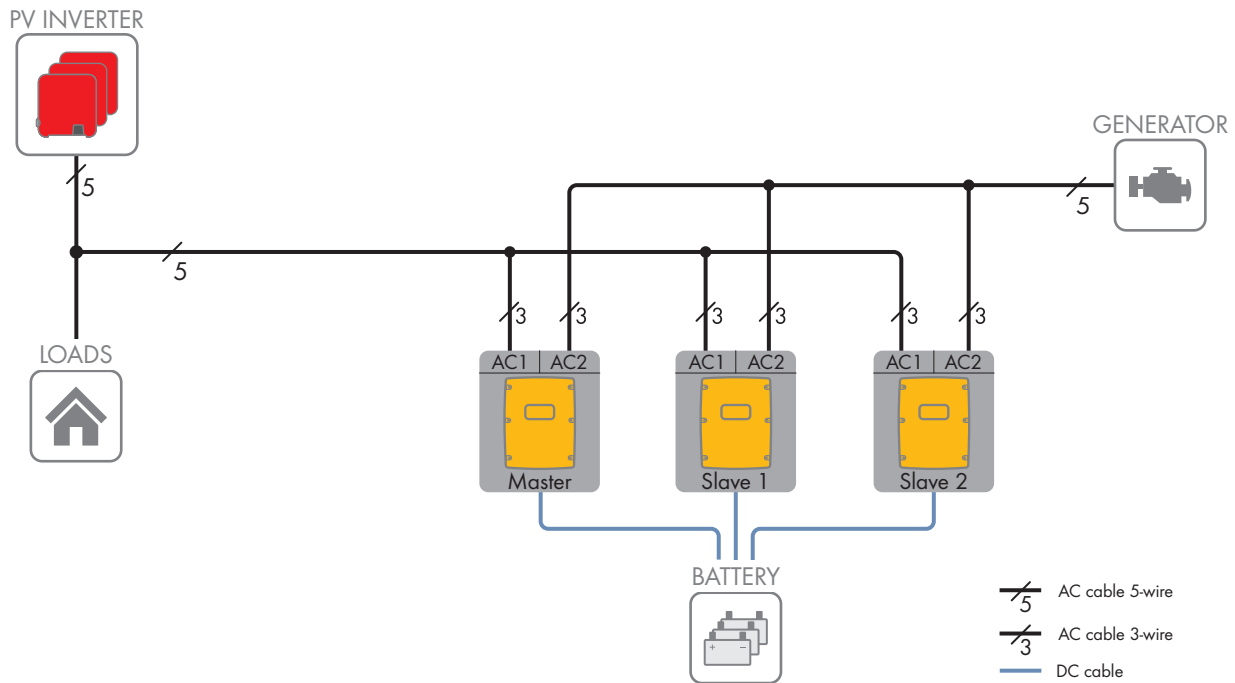 PV INVERTER
GENERATOR
5
5
5
3 3 3 3 3 3
LOADS
AC1 AC2 AC1 AC2 AC1 AC2
Master Slave 1 Slave 2
BATTERY
+ −
5 AC cable 5-wire
3 AC cable 3-wire
DC cable